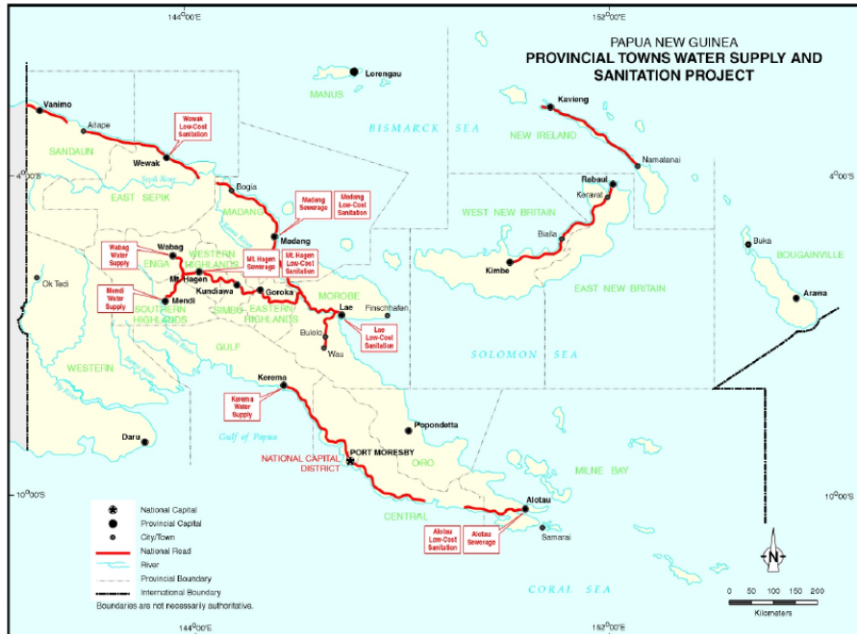 144°00'E
152°00'E
PAPUA NEW GUINEA
PROVINCIAL TOWNS WATER SUPPLY AND
SANITATION PROJECT
Lorengau
MANUS
Vanimo
Aitape
Wewak
Low-Cost
Sanitation
BISMARCK SEA
Kavieng
NEW IRELAND
SANDAUN
Wewak
Namatanai
4°00'S
4°00'S
Sepik River
EAST SEPIK
Bogia
MADANG
Rabaul
Keravat
Madang
Sewerage
Madang
Low-Cost
Sanitation
WEST NEW BRITAIN
Madang
Bialla
Buka
BOUGAINVILLE
Wabag
Water
Supply
Wabag
ENGA
WESTERN
HIGHLANDS
Mt. Hagen
Sewerage
Mt. Hagen
Low-Cost
Sanitation
Kimbe
EAST NEW BRITAIN
Ok Tedi
Mt. Hagen
Kundiawa
Goroka
MOROBE
Finschhafen
Arawa
Mendi
Water
Supply
Mendi
SOUTHERN
HIGHLANDS
SIMBU
EASTERN
HIGHLANDS
Lae
Lae
Low-Cost
Sanitation
Bulolo
Wau
SOLOMON SEA
GULF
WESTERN
Kerema
Kerema
Water
Supply
Popondetta
Daru
Gulf of Papua
PORT MORESBY
NATIONAL CAPITAL
DISTRICT
ORO
MILNE BAY
10°00'S
10°00'S
CENTRAL
Alotau
Alotau
Low-Cost
Sanitation
Alotau
Sewerage
Samarai
CORAL SEA
National Capital
Provincial Capital
City/Town
National Road
River
Provincial Boundary
International Boundary
Boundaries are not necessarily authoritative.
N
0 50 100 150 200
Kilometers
144°00'E
152°00'E